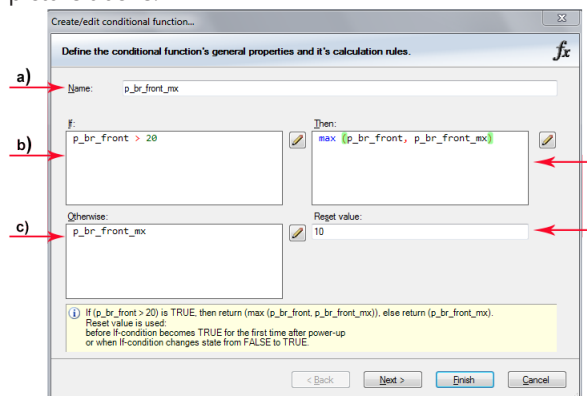 Create/edit conditional function...
Define the conditional function's general properties and it's calculation rules.
fx
a)
Name: p_br_front_mx
b)
If:
p_br_front > 20
Then:
max (p_br_front, p_br_front_mx)
c)
Otherwise:
p_br_front_mx
Reset value:
10
If (p_br_front > 20) is TRUE, then return (max (p_br_front, p_br_front_mx)), else return (p_br_front_mx).
Reset value is used:
before If-condition becomes TRUE for the first time after power-up
or when If-condition changes state from FALSE to TRUE.
< Back Next > Finish Cancel